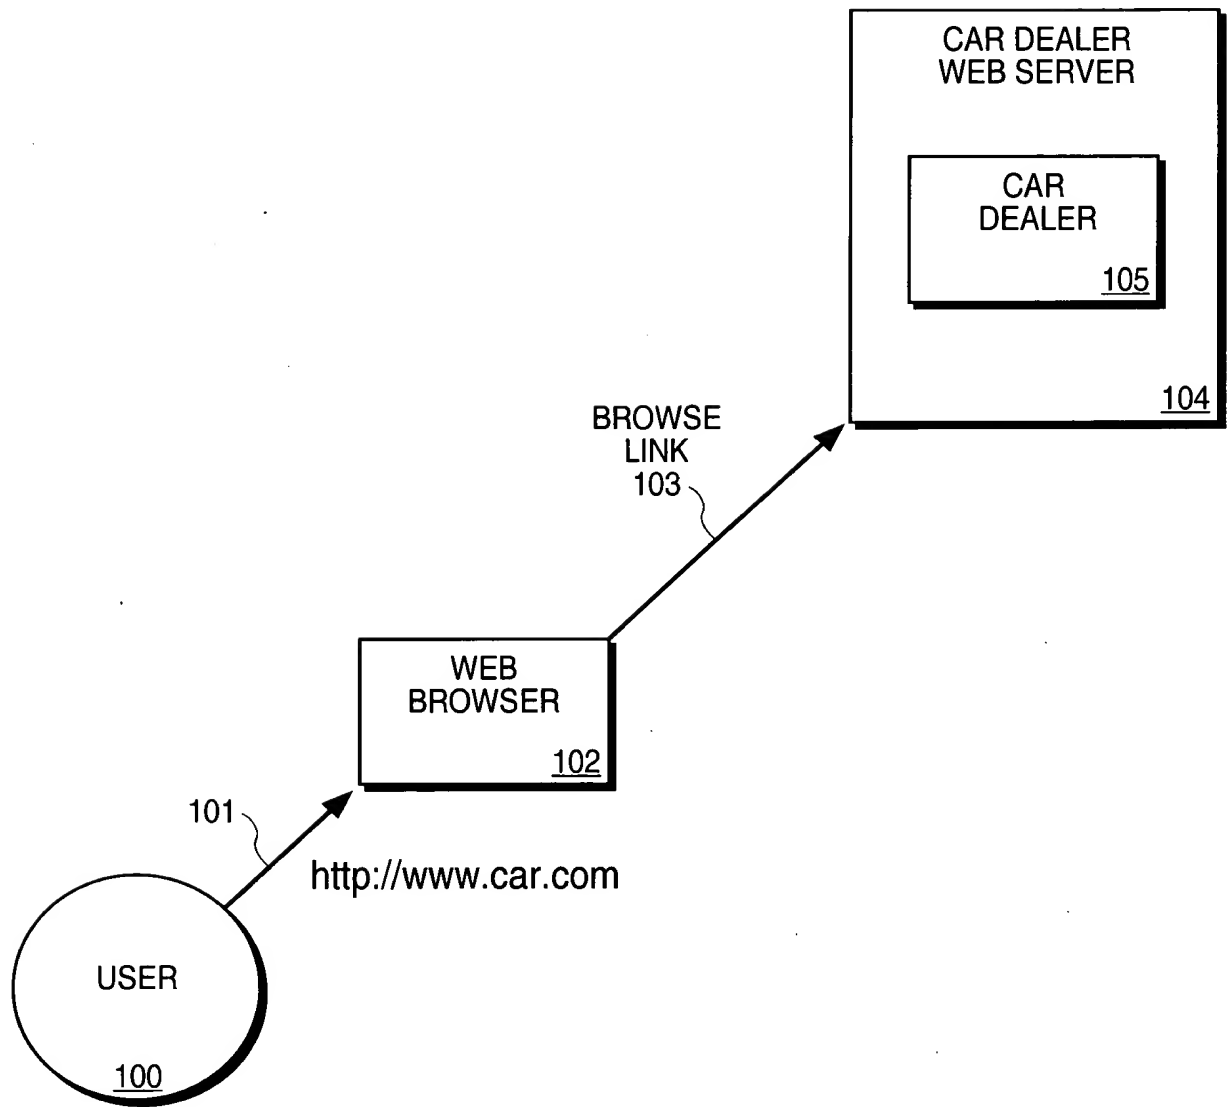 CAR DEALER
WEB SERVER
CAR
DEALER
105
104
BROWSE
LINK
103
WEB
BROWSER
102
101
http://www.car.com
USER
100